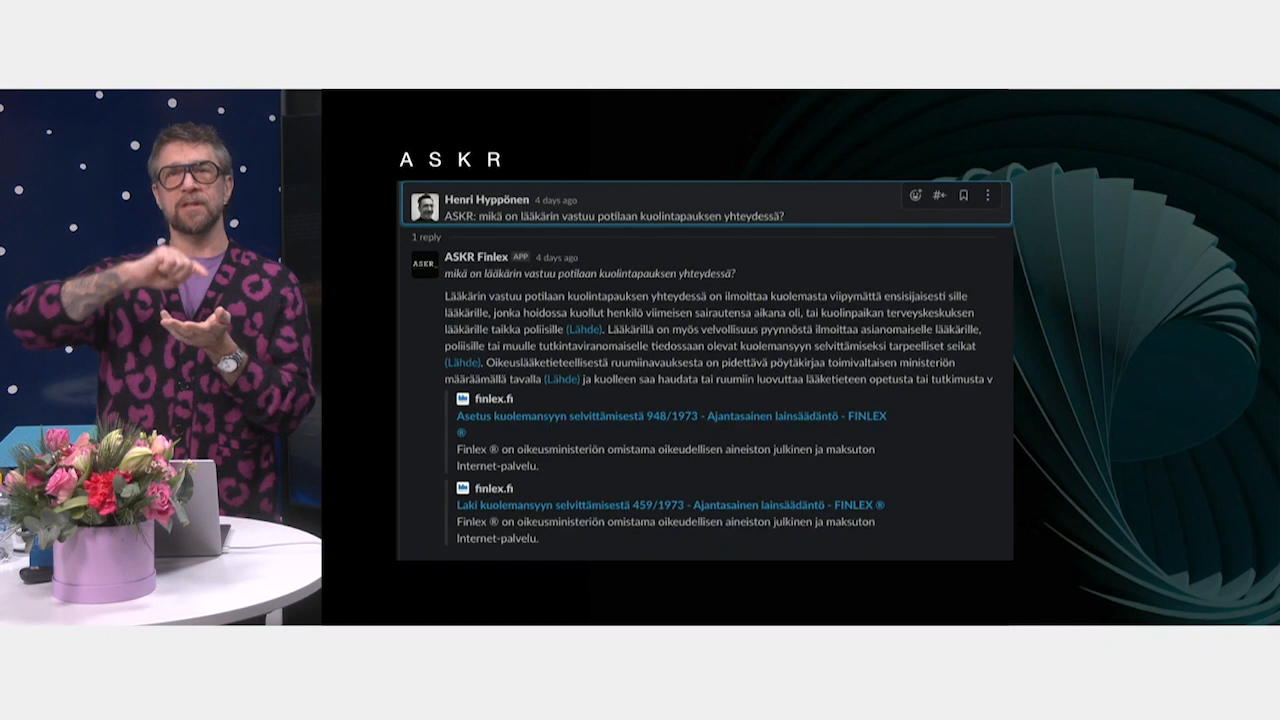 A S K R
Henri Hyppönen 4 days ago
ASKR: mikä on lääkärin vastuu potilaan kuolintapauksen yhteydessä?
1 reply
ASKR_
ASKR Finlex APP 4 days ago
mikä on lääkärin vastuu potilaan kuolintapauksen yhteydessä?
Lääkärin vastuu potilaan kuolintapauksen yhteydessä on ilmoittaa kuolemasta viipymättä ensisijaisesti sille
lääkärille, jonka hoidossa kuollut henkilö viimeisen sairautensa aikana oli, tai kuolinpaikan terveyskeskuksen
lääkärille taikka poliisille (Lähde). Lääkärillä on myös velvollisuus pyynnöstä ilmoittaa asianomaiselle lääkärille,
poliisille tai muulle tutkintaviranomaiselle tiedossaan olevat kuolemansyyn selvittämiseksi tarpeelliset seikat
(Lähde). Oikeuslääketieteellisestä ruumiinavauksesta on pidettävä pöytäkirjaa toimivaltaisen ministeriön
määräämällä tavalla (Lähde) ja kuolleen saa haudata tai ruumiin luovuttaa lääketieteen opetusta tai tutkimusta v
finlex.fi
Asetus kuolemansyyn selvittämisestä 948/1973 - Ajantasainen lainsäädäntö - FINLEX
®
Finlex ® on oikeusministeriön omistama oikeudellisen aineiston julkinen ja maksuton
Internet-palvelu.
finlex.fi
Laki kuolemansyyn selvittämisestä 459/1973 - Ajantasainen lainsäädäntö - FINLEX ®
Finlex ® on oikeusministeriön omistama oikeudellisen aineiston julkinen ja maksuton
Internet-palvelu.